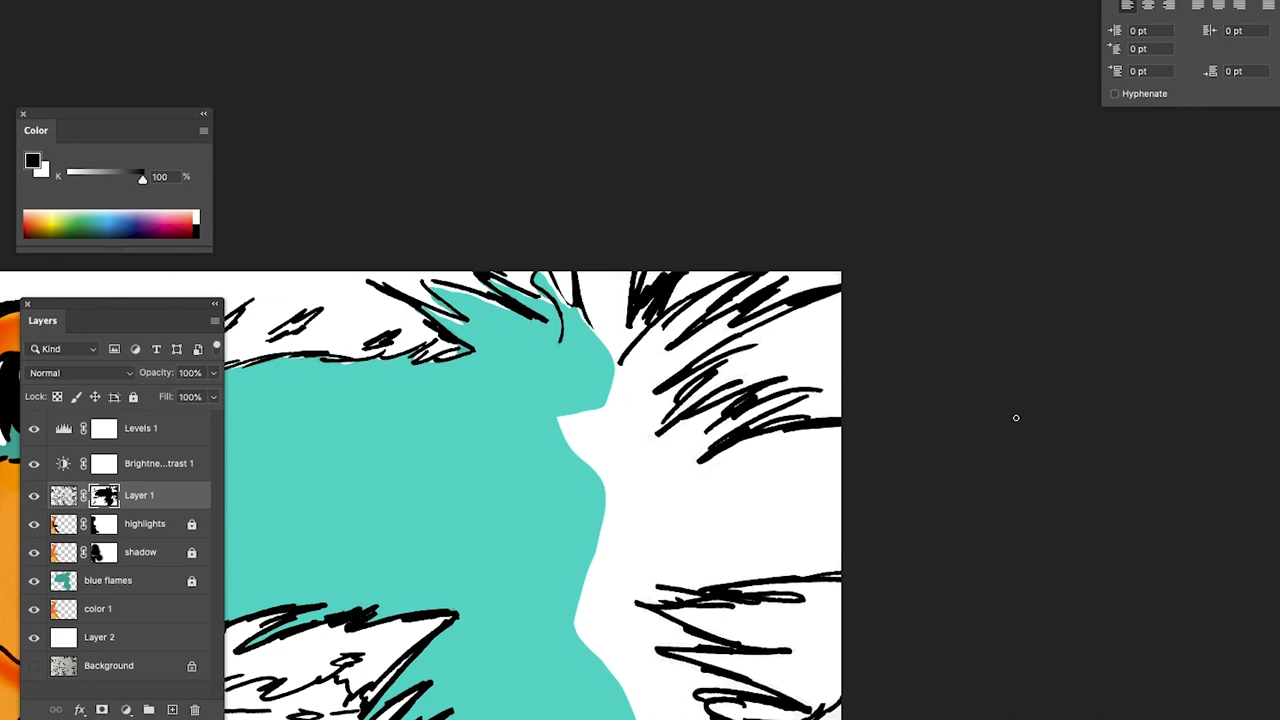 0 pt 0 pt
0 pt
0 pt 0 pt
Hyphenate
Color
K 100 %
Layers
Kind
Normal Opacity: 100%
Lock: Fill: 100%
Levels 1
Brightne...trast 1
Layer 1
highlights
shadow
blue flames
color 1
Layer 2
Background
fx